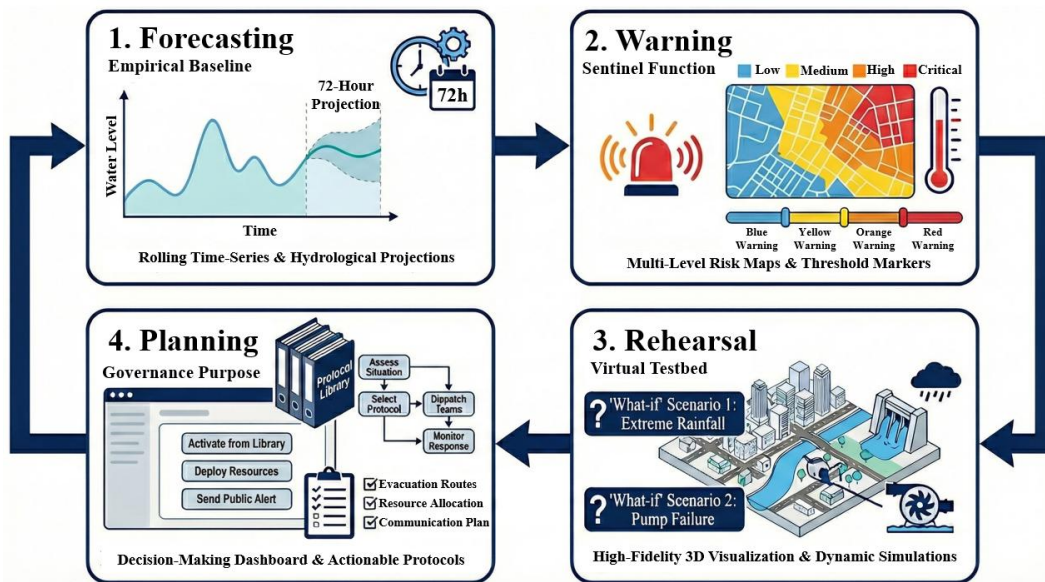 1. Forecasting
Empirical Baseline
72-Hour
Projection
72h
Water Level
Time
Rolling Time-Series & Hydrological Projections
2. Warning
Sentinel Function
Low
Medium
High
Critical
Blue
Warning
Yellow
Warning
Orange
Warning
Red
Warning
Multi-Level Risk Maps & Threshold Markers
4. Planning
Governance Purpose
Protocol
Library
Assess
Situation
Select
Protocol
Dippatch
Teams
Monitor
Response
Activate from Library
Deploy Resources
Send Public Alert
Evacuation Routes
Resource Allocation
Communication Plan
Decision-Making Dashboard & Actionable Protocols
3. Rehearsal
Virtual Testbed
? 'What-if' Scenario 1:
Extreme Rainfall
? 'What-if' Scenario 2:
Pump Failure
High-Fidelity 3D Visualization & Dynamic Simulations